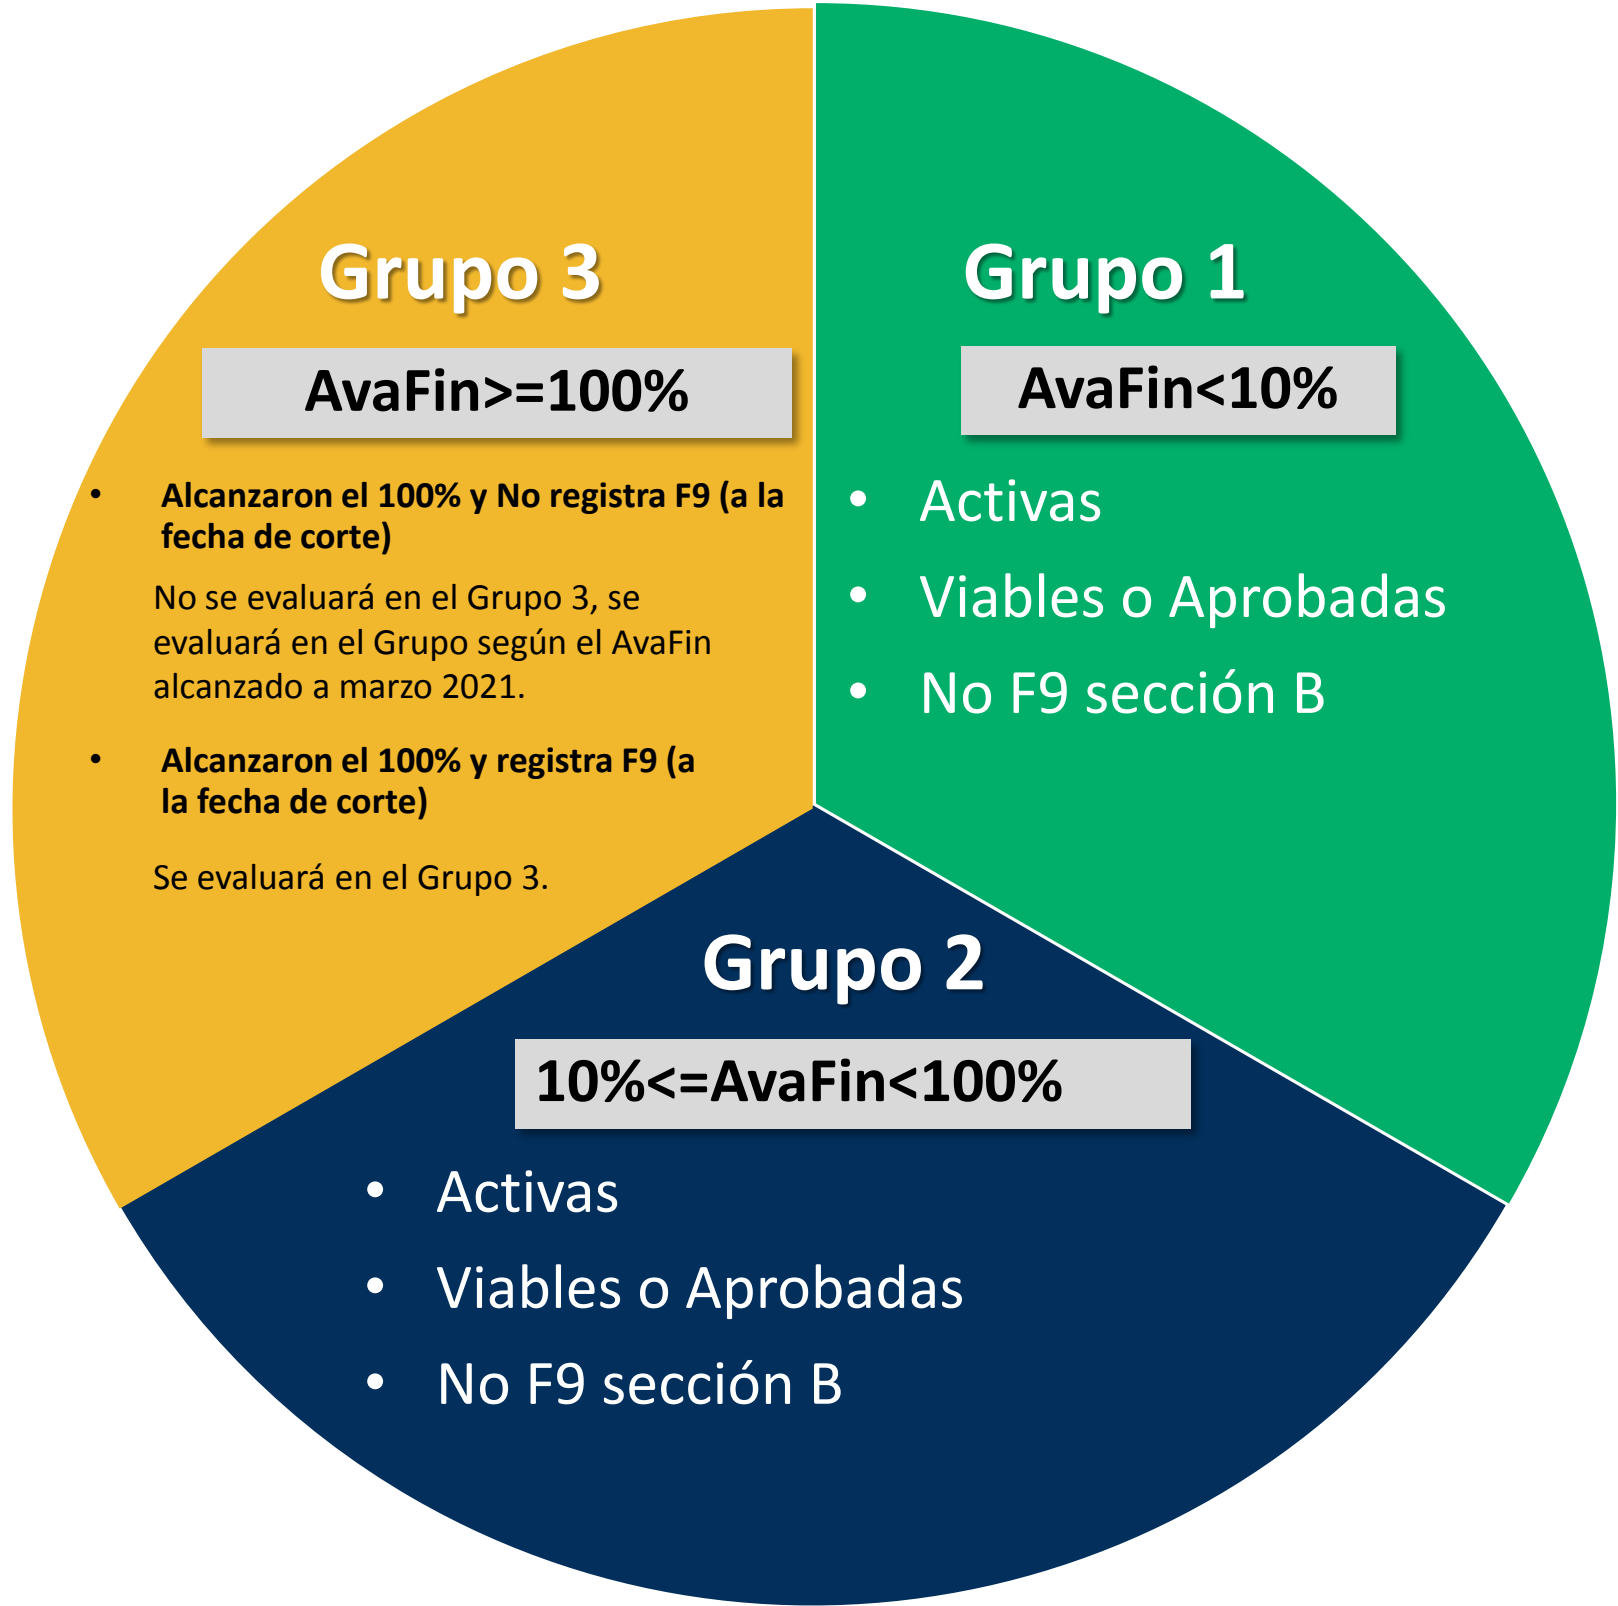 Grupo 3
AvaFin>=100%
• Alcanzaron el 100% y No registra F9 (a la
fecha de corte)
No se evaluará en el Grupo 3, se
evaluará en el Grupo según el AvaFin
alcanzado a marzo 2021.
• Alcanzaron el 100% y registra F9 (a
la fecha de corte)
Se evaluará en el Grupo 3.
Grupo 1
AvaFin<10%
• Activas
• Viables o Aprobadas
• No F9 sección B
Grupo 2
10%<=AvaFin<100%
• Activas
• Viables o Aprobadas
• No F9 sección B